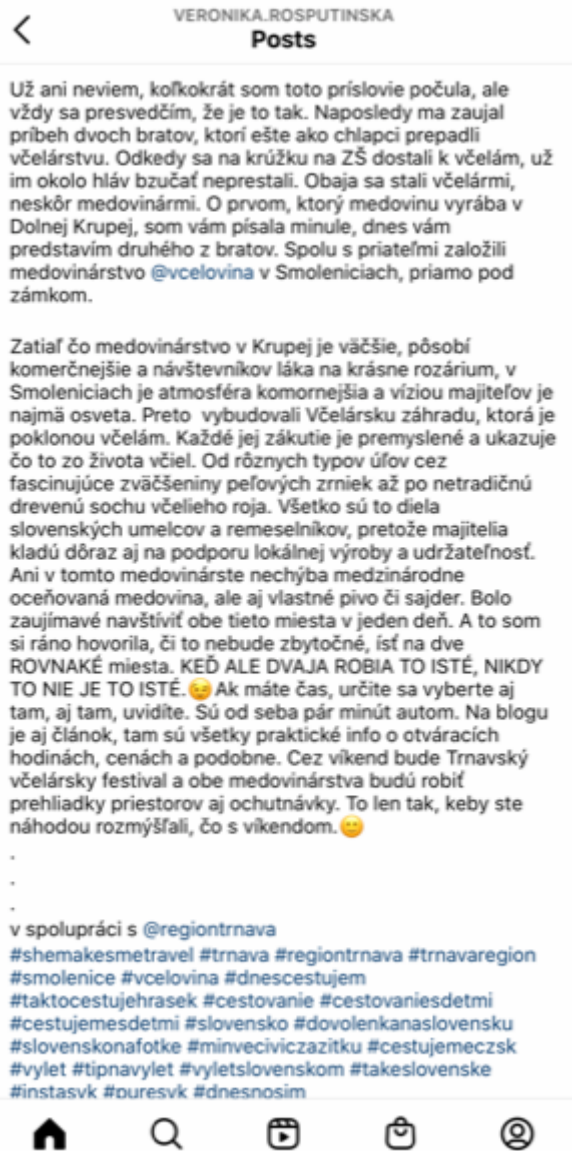 VERONIKA.ROSPUTINSKA
Posts
Už ani neviem, koľkokrát som toto príslovie počula, ale
vždy sa presvedčím, že je to tak. Naposledy ma zaujal
príbeh dvoch bratov, ktorí ešte ako chlapci prepadli
včelárstvu. Odkedy sa na krúžku na ZŠ dostali k včelám, už
im okolo hláv bzučať neprestali. Obaja sa stali včelármi,
neskôr medovinármi. O prvom, ktorý medovinu vyrába v
Dolnej Krupej, som vám písala minule, dnes vám
predstavím druhého z bratov. Spolu s priateľmi založili
medovinárstvo @vcelovina v Smoleniciach, priamo pod
zámkom.
Zatiaľ čo medovinárstvo v Krupej je väčšie, pôsobí
komerčnejšie a návštevníkov láka na krásne rozárium, v
Smoleniciach je atmosféra komornejšia a víziou majiteľov je
najmä osveta. Preto  vybudovali Včelársku záhradu, ktorá je
poklonou včelám. Každé jej zákutie je premyslené a ukazuje
čo to zo života včiel. Od rôznych typov úľov cez
fascinujúce zväčšeniny peľových zrniek až po netradičnú
drevenú sochu včelieho roja. Všetko sú to diela
slovenských umelcov a remeselníkov, pretože majitelia
kladú dôraz aj na podporu lokálnej výroby a udržateľnosť.
Ani v tomto medovinárste nechýba medzinárodne
oceňovaná medovina, ale aj vlastné pivo či sajder. Bolo
zaujímavé navštíviť obe tieto miesta v jeden deň. A to som
si ráno hovorila, či to nebude zbytočné, ísť na dve
ROVNAKÉ miesta. KEĎ ALE DVAJA ROBIA TO ISTÉ, NIKDY
TO NIE JE TO ISTÉ.😉Ak máte čas, určite sa vyberte aj
tam, aj tam, uvidíte. Sú od seba pár minút autom. Na blogu
je aj článok, tam sú všetky praktické info o otváracích
hodinách, cenách a podobne. Cez víkend bude Trnavský
včelársky festival a obe medovinárstva budú robiť
prehliadky priestorov aj ochutnávky. To len tak, keby ste
náhodou rozmýšľali, čo s víkendom.😊
.
.
.
v spolupráci s @regiontrnava
#shemakesmetravel #trnava #regiontrnava #trnavaregion
#smolenice #vcelovina #dnescestujem
#taktocestujehrasek #cestovanie #cestovaniesdetmi
#cestujemesdetmi #slovensko #dovolenkanaslovensku
#slovenskonafotke #minveciviczazitku #cestujemeczsk
#vylet #tipnavylet #vyletslovenskom #takeslovenske
#instasvk #puresvk #dnesnosim